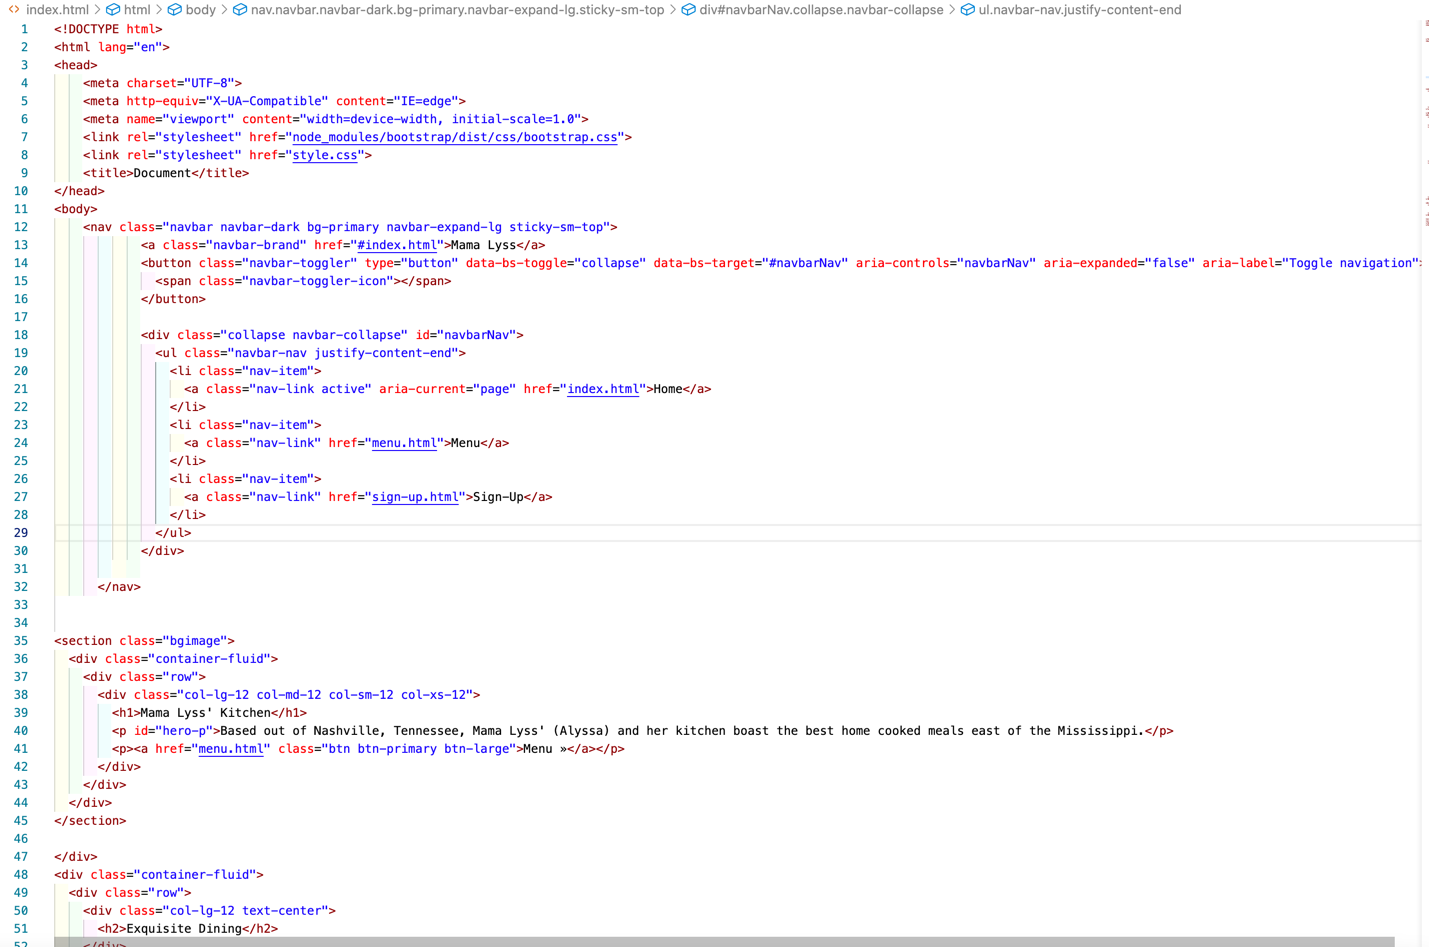 index.html > html > body > nav.navbar.navbar-dark.bg-primary.navbar-expand-lg.sticky-sm-top > div#navbarNav.collapse.navbar-collapse > ul.navbar-nav.justify-content-end
1 <!DOCTYPE html>
2 <html lang="en">
3 <head>
4 <meta charset="UTF-8">
5 <meta http-equiv="X-UA-Compatible" content="IE=edge">
6 <meta name="viewport" content="width=device-width, initial-scale=1.0">
7 <link rel="stylesheet" href="node_modules/bootstrap/dist/css/bootstrap.css">
8 <link rel="stylesheet" href="style.css">
9 <title>Document</title>
10 </head>
11 <body>
12 <nav class="navbar navbar-dark bg-primary navbar-expand-lg sticky-sm-top">
13 <a class="navbar-brand" href="#index.html">Mama Lyss</a>
14 <button class="navbar-toggler" type="button" data-bs-toggle="collapse" data-bs-target="#navbarNav" aria-controls="navbarNav" aria-expanded="false" aria-label="Toggle navigation">
15 <span class="navbar-toggler-icon"></span>
16 </button>
17
18 <div class="collapse navbar-collapse" id="navbarNav">
19 <ul class="navbar-nav justify-content-end">
20 <li class="nav-item">
21 <a class="nav-link active" aria-current="page" href="index.html">Home</a>
22 </li>
23 <li class="nav-item">
24 <a class="nav-link" href="menu.html">Menu</a>
25 </li>
26 <li class="nav-item">
27 <a class="nav-link" href="sign-up.html">Sign-Up</a>
28 </li>
29 </ul>
30 </div>
31
32 </nav>
33
34
35 <section class="bgimage">
36 <div class="container-fluid">
37 <div class="row">
38 <div class="col-lg-12 col-md-12 col-sm-12 col-xs-12">
39 <h1>Mama Lyss' Kitchen</h1>
40 <p id="hero-p">Based out of Nashville, Tennessee, Mama Lyss' (Alyssa) and her kitchen boast the best home cooked meals east of the Mississippi.</p>
41 <p><a href="menu.html" class="btn btn-primary btn-large">Menu »</a></p>
42 </div>
43 </div>
44 </div>
45 </section>
46
47 </div>
48 <div class="container-fluid">
49 <div class="row">
50 <div class="col-lg-12 text-center">
51 <h2>Exquisite Dining</h2>
52 </div>